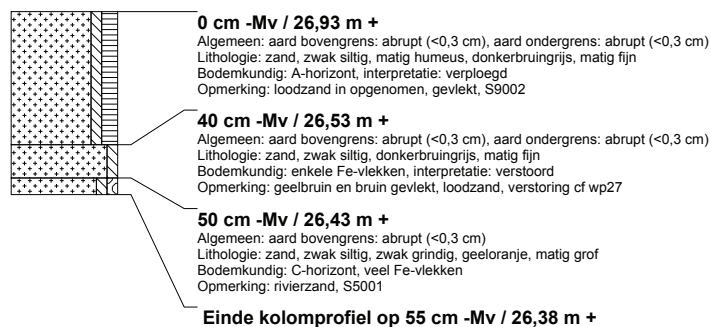 0 cm -Mv / 26,93 m +
Algemeen: aard bovengrens: abrupt (<0,3 cm), aard ondergrens: abrupt (<0,3 cm)
Lithologie: zand, zwak siltig, matig humeus, donkerbruingrijs, matig fijn
Bodemkundig: A-horizont, interpretatie: verploegd
Opmerking: loodzand in opgenomen, gevlekt, S9002
40 cm -Mv / 26,53 m +
Algemeen: aard bovengrens: abrupt (<0,3 cm), aard ondergrens: abrupt (<0,3 cm)
Lithologie: zand, zwak siltig, donkerbruingrijs, matig fijn
Bodemkundig: enkele Fe-vlekken, interpretatie: verstoord
Opmerking: geelbruin en bruin gevlekt, loodzand, verstoring cf wp27
50 cm -Mv / 26,43 m +
Algemeen: aard bovengrens: abrupt (<0,3 cm)
Lithologie: zand, zwak siltig, zwak grindig, geeloranje, matig grof
Bodemkundig: C-horizont, veel Fe-vlekken
Opmerking: rivierzand, S5001
Einde kolomprofiel op 55 cm -Mv / 26,38 m +